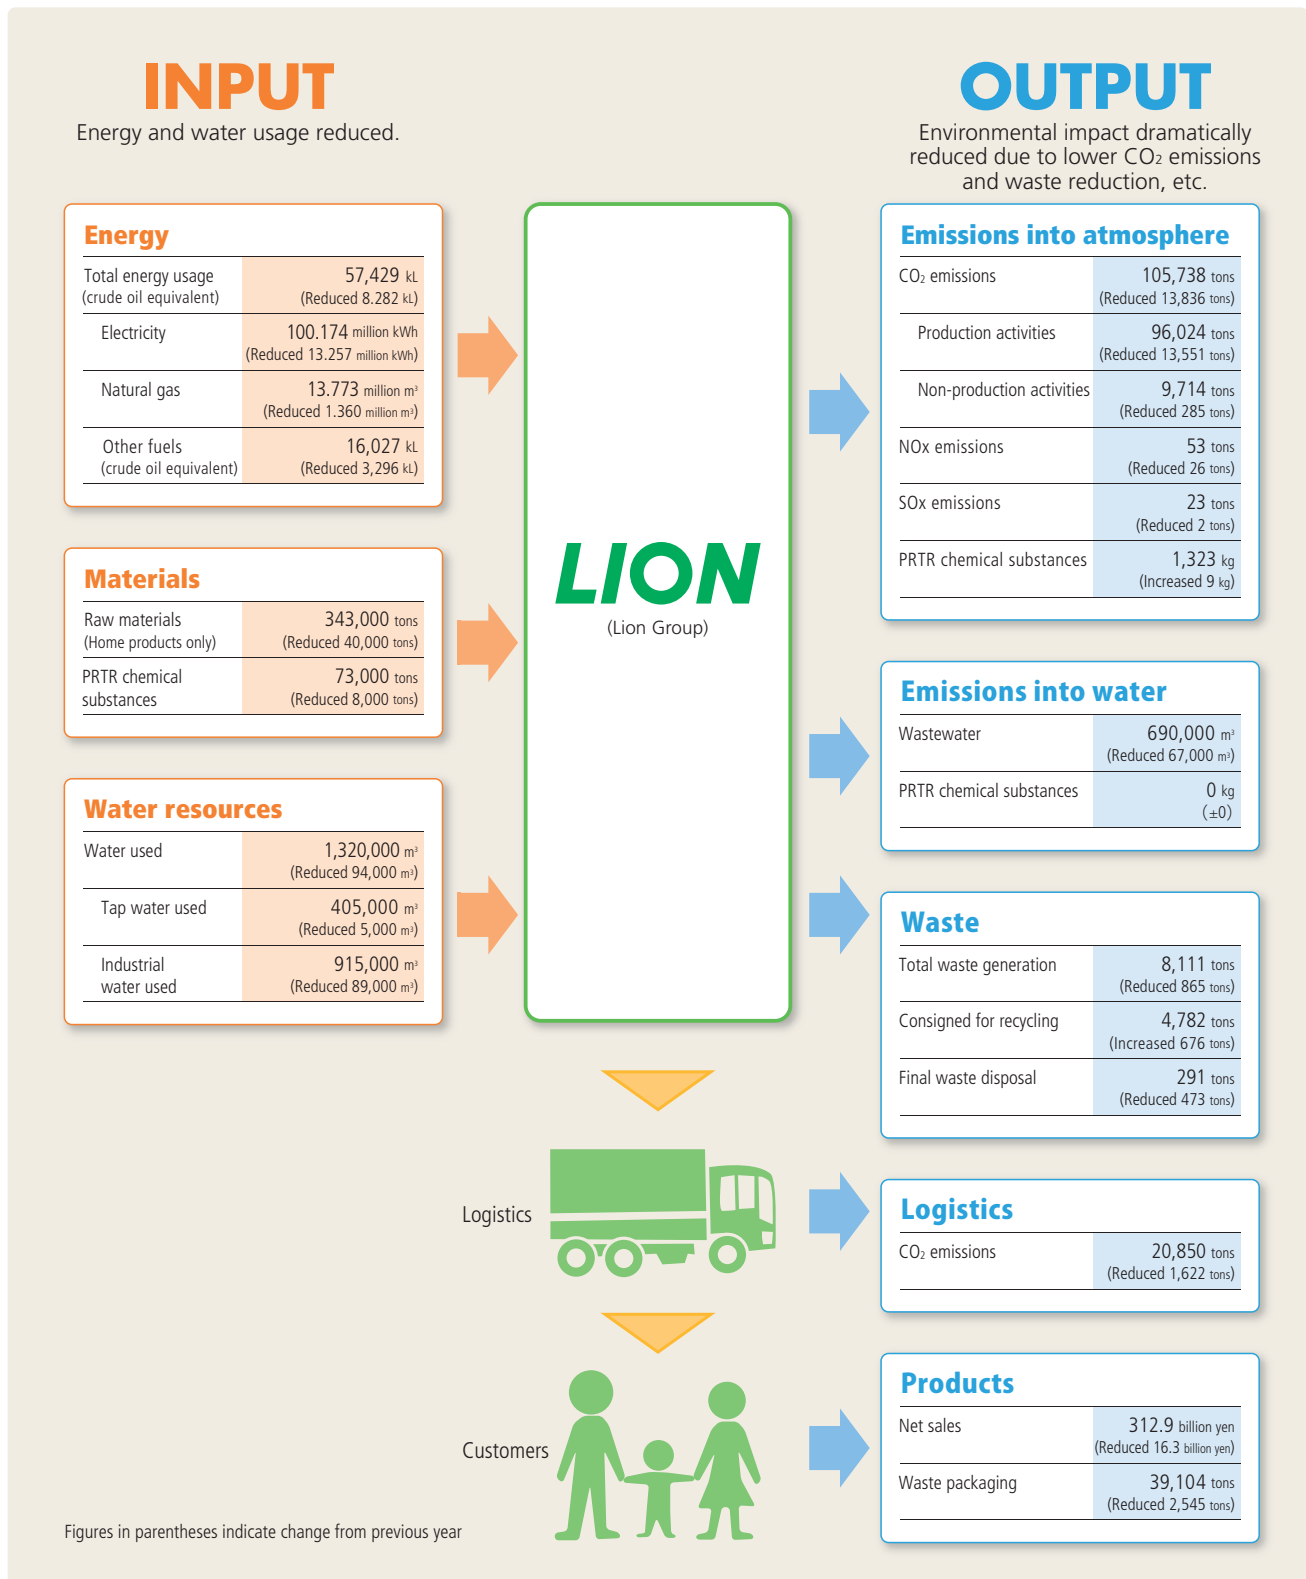 INPUT
Energy and water usage reduced.
Energy
Total energy usage 57,429 kL
(crude oil equivalent) (Reduced 8.282 kL)
Electricity 100.174 million kWh
(Reduced 13.257 million kWh)
Natural gas 13.773 million m³
(Reduced 1.360 million m³)
Other fuels 16,027 kL
(crude oil equivalent) (Reduced 3,296 kL)
Materials
Raw materials 343,000 tons
(Home products only) (Reduced 40,000 tons)
PRTR chemical 73,000 tons
substances (Reduced 8,000 tons)
Water resources
Water used 1,320,000 m³
(Reduced 94,000 m³)
Tap water used 405,000 m³
(Reduced 5,000 m³)
Industrial 915,000 m³
water used (Reduced 89,000 m³)
LION
(Lion Group)
Logistics
Customers
OUTPUT
Environmental impact dramatically
reduced due to lower CO₂ emissions
and waste reduction, etc.
Emissions into atmosphere
CO₂ emissions 105,738 tons
(Reduced 13,836 tons)
Production activities 96,024 tons
(Reduced 13,551 tons)
Non-production activities 9,714 tons
(Reduced 285 tons)
NOx emissions 53 tons
(Reduced 26 tons)
SOx emissions 23 tons
(Reduced 2 tons)
PRTR chemical substances 1,323 kg
(Increased 9 kg)
Emissions into water
Wastewater 690,000 m³
(Reduced 67,000 m³)
PRTR chemical substances 0 kg
(±0)
Waste
Total waste generation 8,111 tons
(Reduced 865 tons)
Consigned for recycling 4,782 tons
(Increased 676 tons)
Final waste disposal 291 tons
(Reduced 473 tons)
Logistics
CO₂ emissions 20,850 tons
(Reduced 1,622 tons)
Products
Net sales 312.9 billion yen
(Reduced 16.3 billion yen)
Waste packaging 39,104 tons
(Reduced 2,545 tons)
Figures in parentheses indicate change from previous year